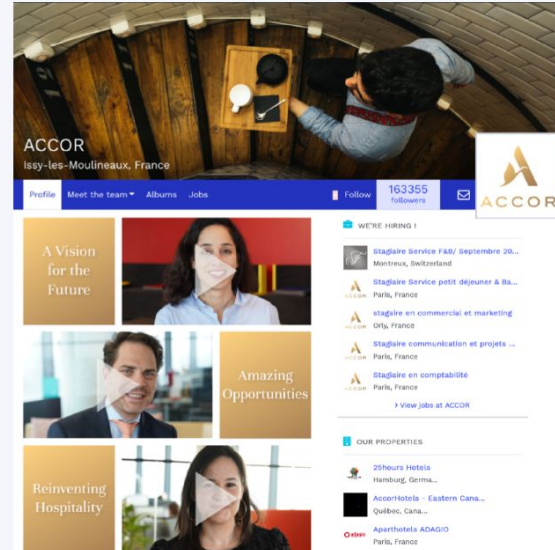 ACCOR
Issy-les-Moulineaux, France
ACCOR
Profile Meet the team Albums Jobs Follow 163355 followers
A Vision
for the
Future
Amazing
Opportunities
Reinventing
Hospitality
WE'RE HIRING !
Stagiaire Service F&B/ Septembre 20...
Montreux, Switzerland
Stagiaire Service petit déjeuner & Ba...
Paris, France
stagaire en commercial et marketing
Orly, France
Stagiaire communication et projets ...
Paris, France
Stagiaire en comptabilité
Paris, France
> View jobs at ACCOR
OUR PROPERTIES
25hours Hotels
Hamburg, Germa...
AccorHotels - Eastern Cana...
Québec, Cana...
Aparthotels ADAGIO
Paris, France